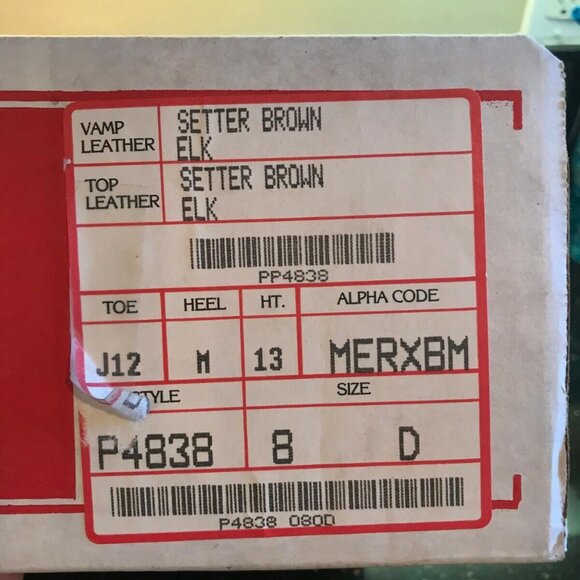 VAMP LEATHER
SETTER BROWN
ELK
TOP LEATHER
SETTER BROWN
ELK
PP4838
TOE HEEL HT. ALPHA CODE
J12 M 13 MERXBM
STYLE SIZE
P4838 8 D
P4838 080D